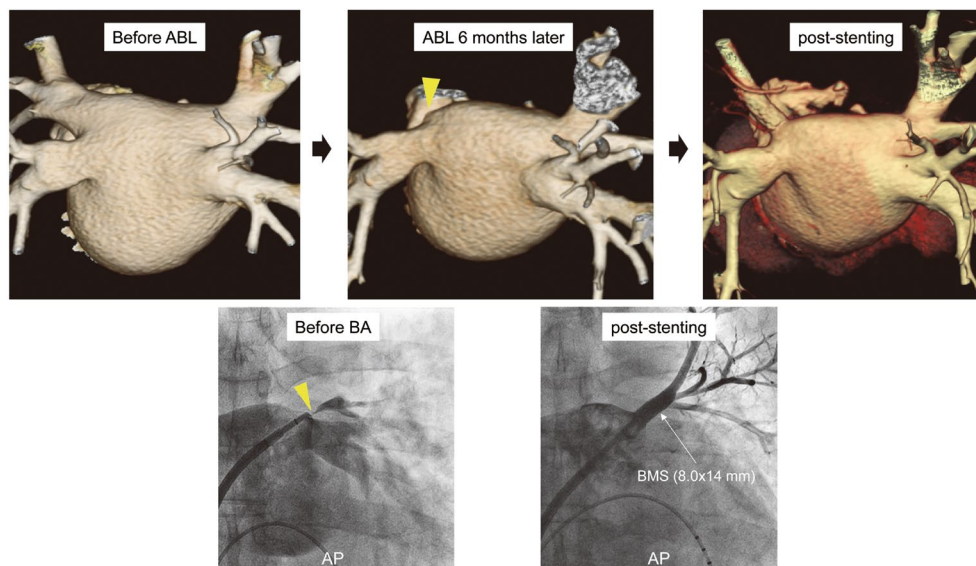 Before ABL
ABL 6 months later
post-stenting
Before BA
post-stenting
BMS (8.0x14 mm)
AP
AP